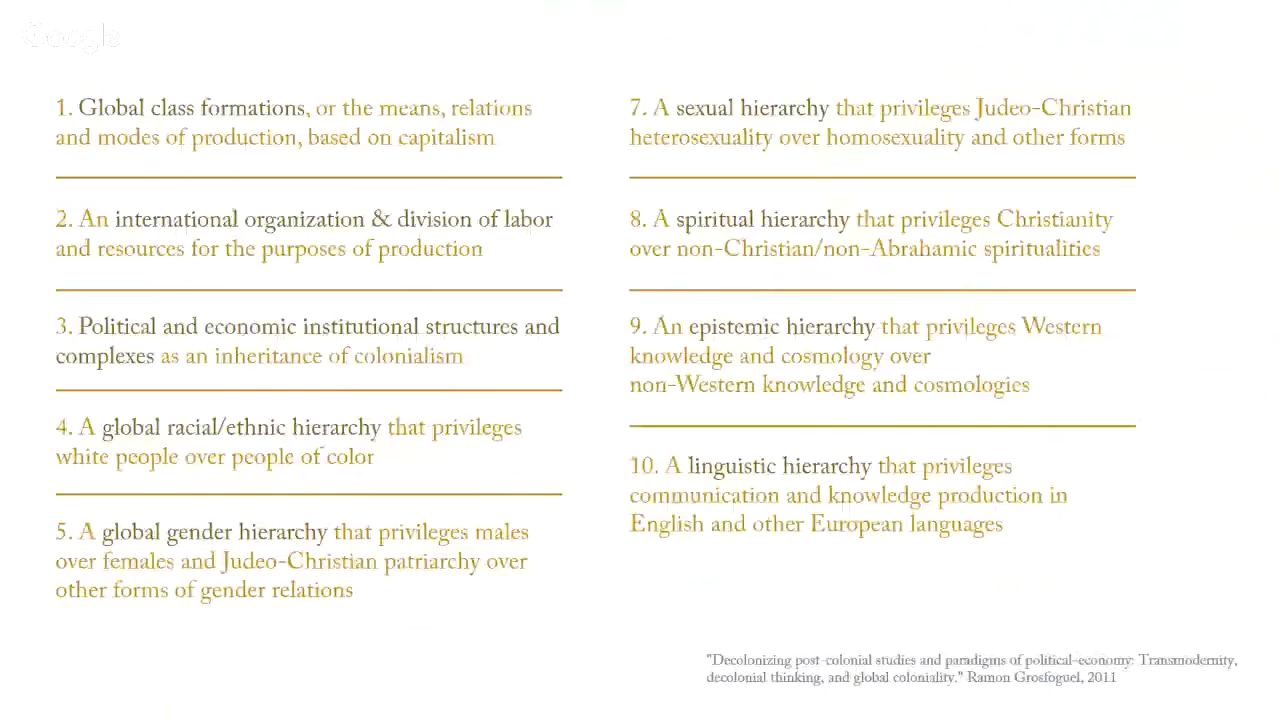 Google
1. Global class formations, or the means, relations
and modes of production, based on capitalism
2. An international organization & division of labor
and resources for the purposes of production
3. Political and economic institutional structures and
complexes as an inheritance of colonialism
4. A global racial/ethnic hierarchy that privileges
white people over people of color
5. A global gender hierarchy that privileges males
over females and Judeo-Christian patriarchy over
other forms of gender relations
7. A sexual hierarchy that privileges Judeo-Christian
heterosexuality over homosexuality and other forms
8. A spiritual hierarchy that privileges Christianity
over non-Christian/non-Abrahamic spiritualities
9. An epistemic hierarchy that privileges Western
knowledge and cosmology over
non-Western knowledge and cosmologies
10. A linguistic hierarchy that privileges
communication and knowledge production in
English and other European languages
"Decolonizing post-colonial studies and paradigms of political-economy: Transmodernity,
decolonial thinking, and global coloniality." Ramon Grosfoguel, 2011